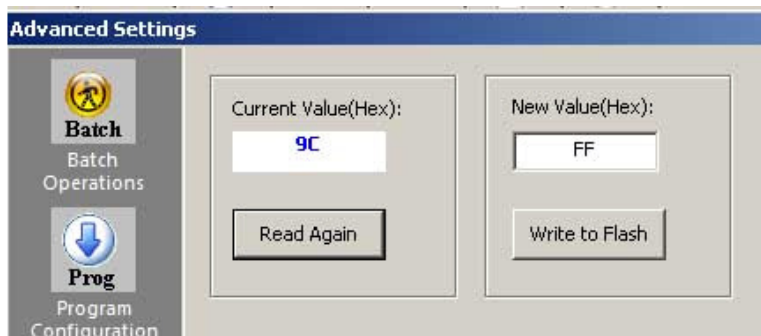 Advanced Settings
Batch
Batch
Operations
Prog
Program
Configuration
Current Value(Hex):
9C
Read Again
New Value(Hex):
FF
Write to Flash